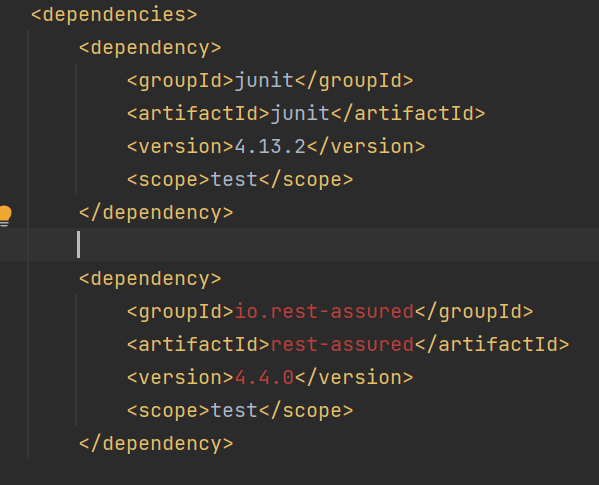 <dependencies>
<dependency>
<groupId>junit</groupId>
<artifactId>junit</artifactId>
<version>4.13.2</version>
<scope>test</scope>
</dependency>
<dependency>
<groupId>io.rest-assured</groupId>
<artifactId>rest-assured</artifactId>
<version>4.4.0</version>
<scope>test</scope>
</dependency>